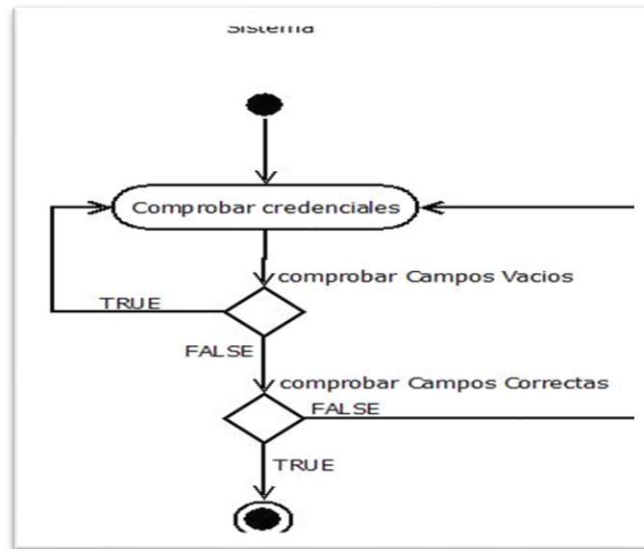 Sistema
Comprobar credenciales
comprobar Campos Vacios
TRUE
FALSE
comprobar Campos Correctas
FALSE
TRUE